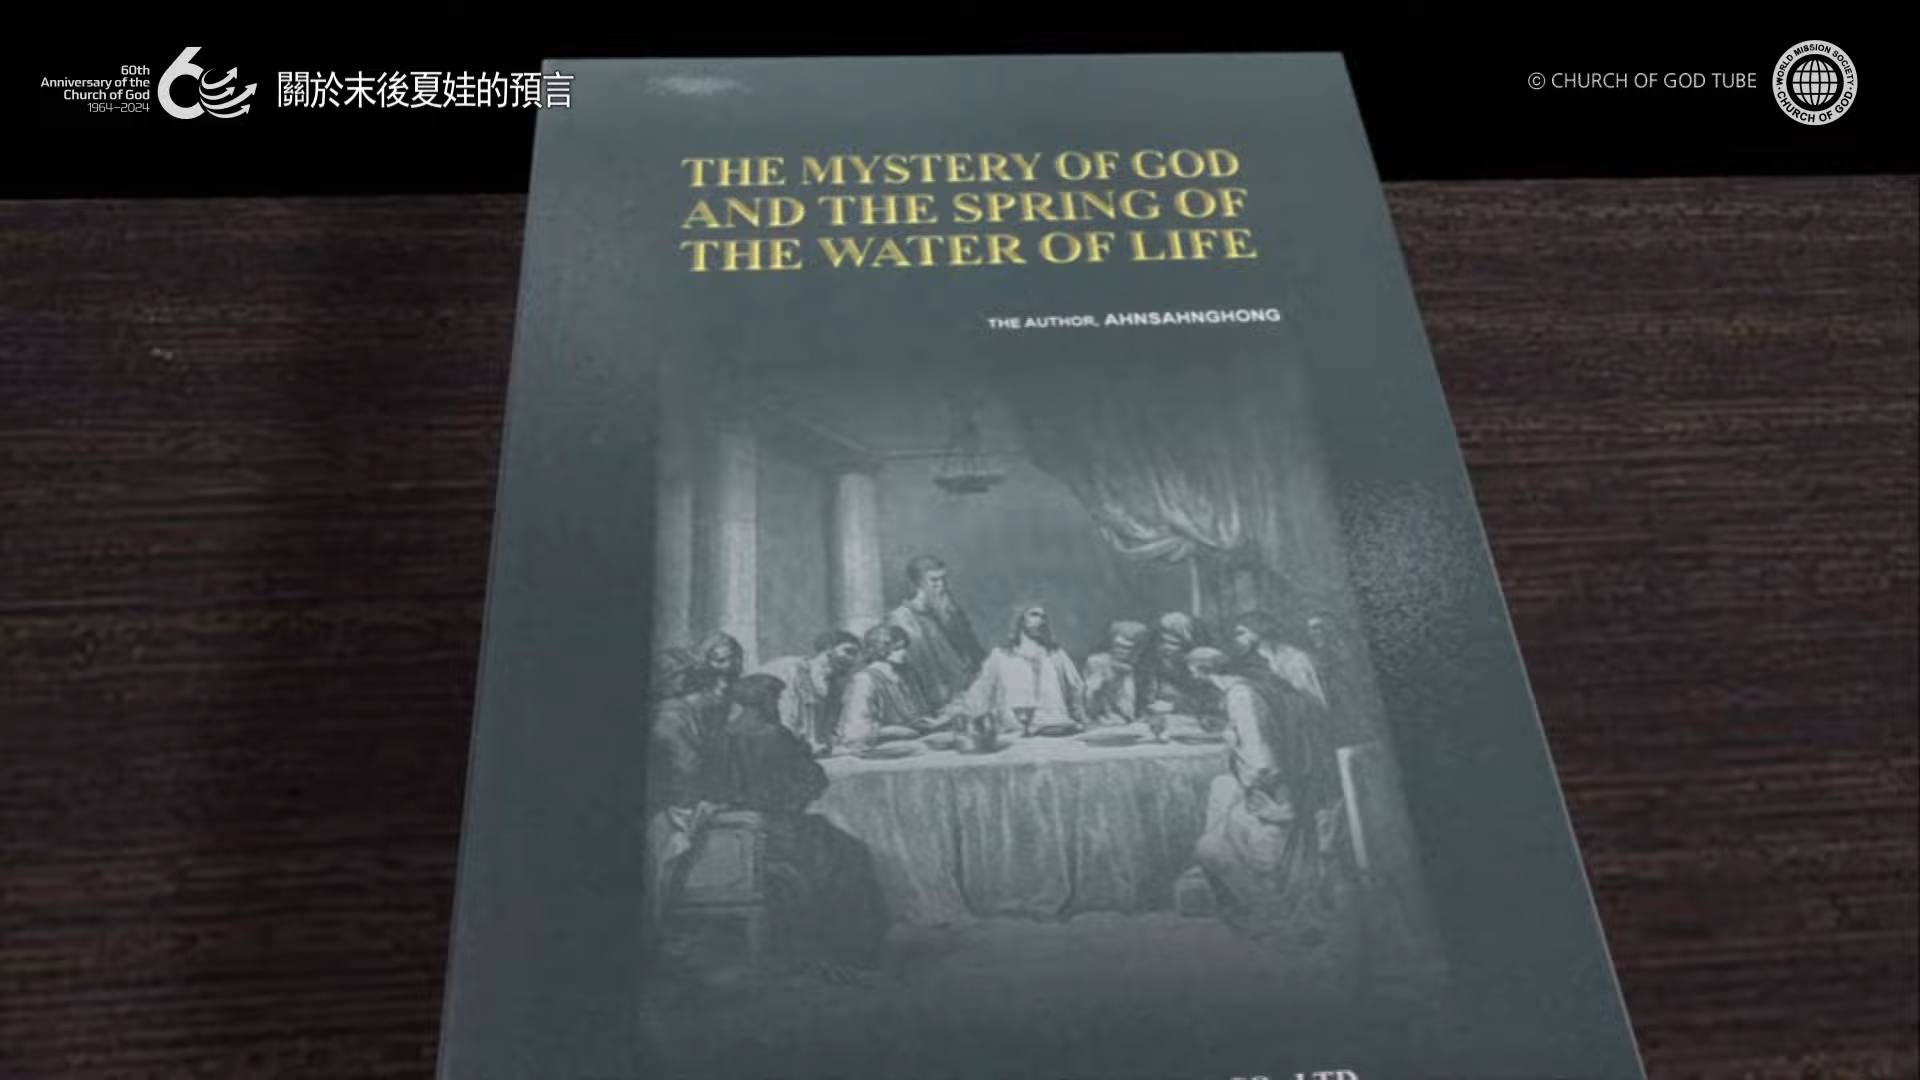 60th
Anniversary of the
Church of God
1964–2024
60
關於末後夏娃的預言
© CHURCH OF GOD TUBE
WORLD MISSION SOCIETY
CHURCH OF GOD
THE MYSTERY OF GOD
AND THE SPRING OF
THE WATER OF LIFE
THE AUTHOR, AHNSAHNGHONG